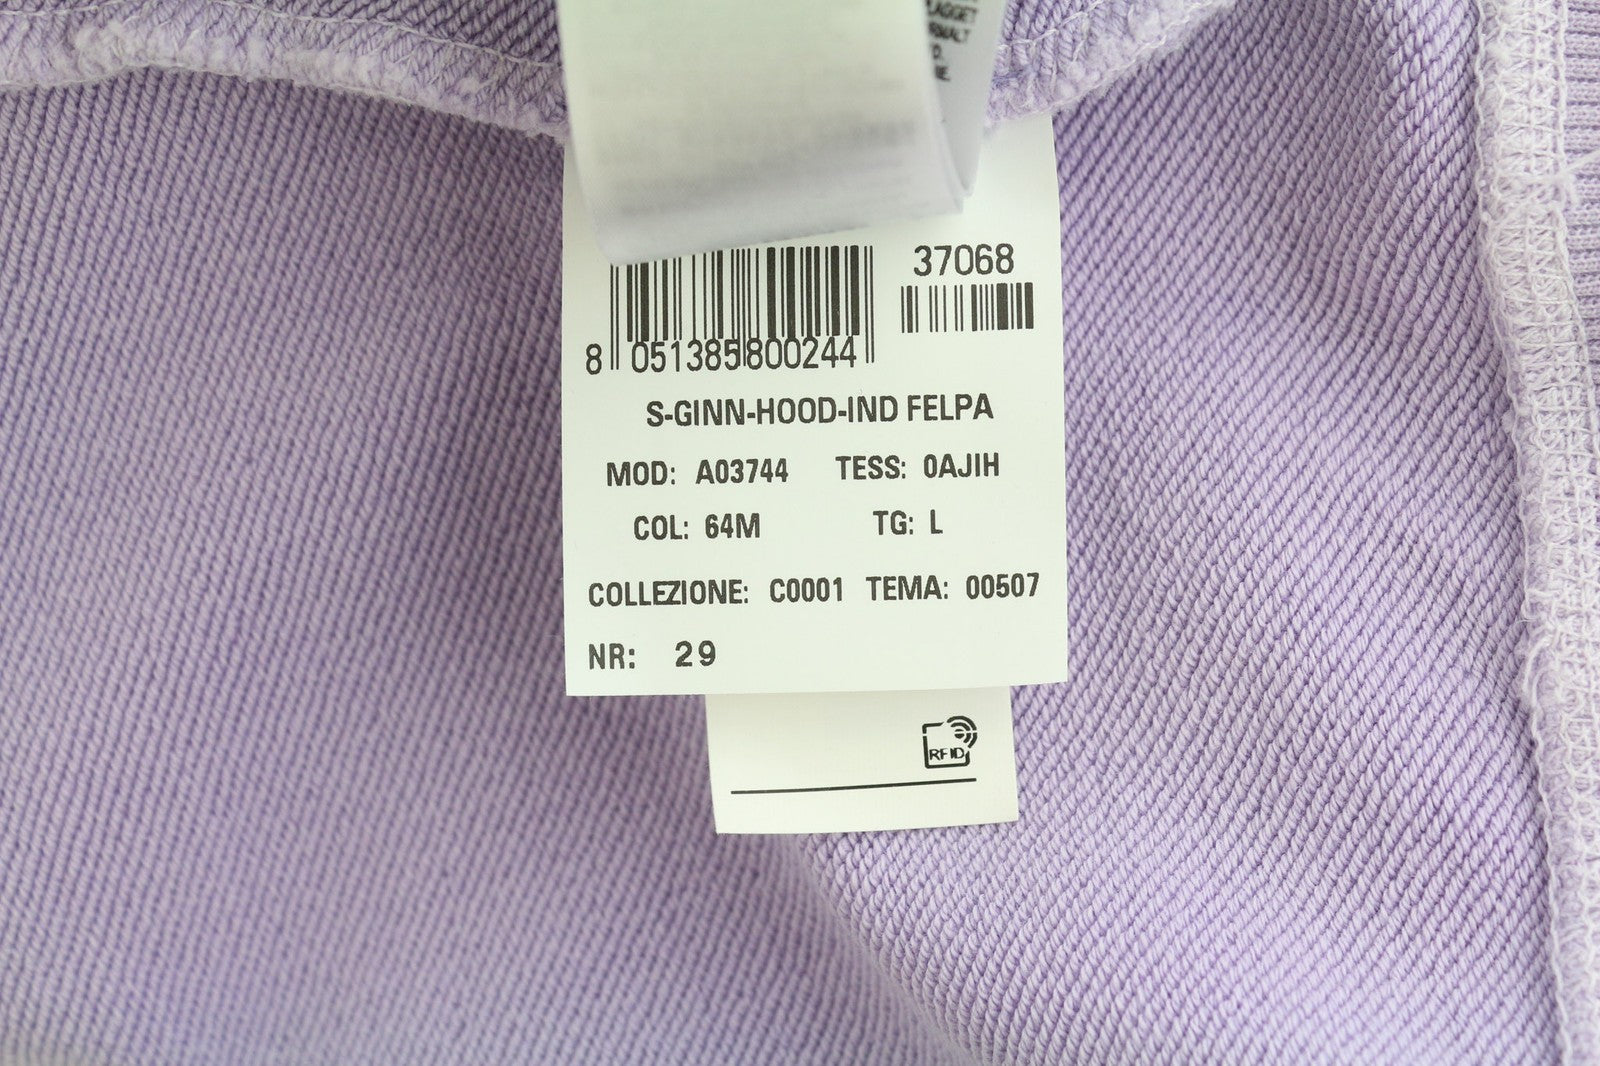 37068
8 051385 800244
S-GINN-HOOD-IND FELPA
MOD: A03744 TESS: 0AJIH
COL: 64M TG: L
COLLEZIONE: C0001 TEMA: 00507
NR: 29
RFID